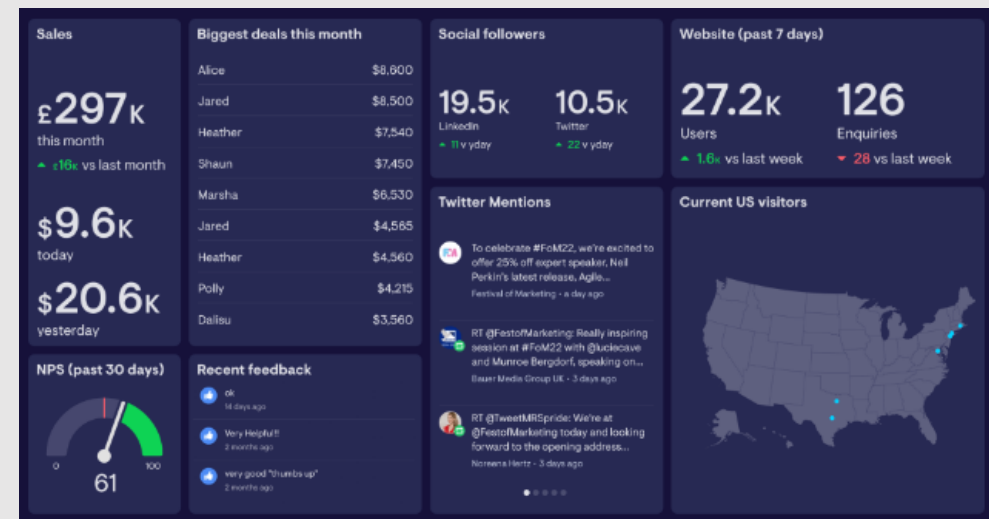 Sales
£297K
this month
▲ £16K vs last month
$9.6K
today
$20.6K
yesterday
Biggest deals this month
Alice $8,600
Jared $8,500
Heather $7,540
Shaun $7,450
Marsha $6,530
Jared $4,565
Heather $4,560
Polly $4,215
Dalisu $3,560
Social followers
19.5K
LinkedIn
▲ 11 v yday
10.5K
Twitter
▲ 22 v yday
Website (past 7 days)
27.2K
Users
▲ 1.6K vs last week
126
Enquiries
▼ 28 vs last week
NPS (past 30 days)
0 100
61
Recent feedback
ok
14 days ago
Very Helpful!!
2 months ago
very good "thumbs up"
2 months ago
Twitter Mentions
To celebrate #FoM22, we're excited to
offer 25% off expert speaker, Neil
Perkin's latest release, Agile...
Festival of Marketing - a day ago
RT @FestofMarketing: Really inspiring
session at #FoM22 with @luciecave
and Munroe Bergdorf, speaking on...
Bauer Media Group UK - 3 days ago
RT @TweetMRSpride: We're at
@FestofMarketing today and looking
forward to the opening address...
Noreena Hertz - 3 days ago
Current US visitors